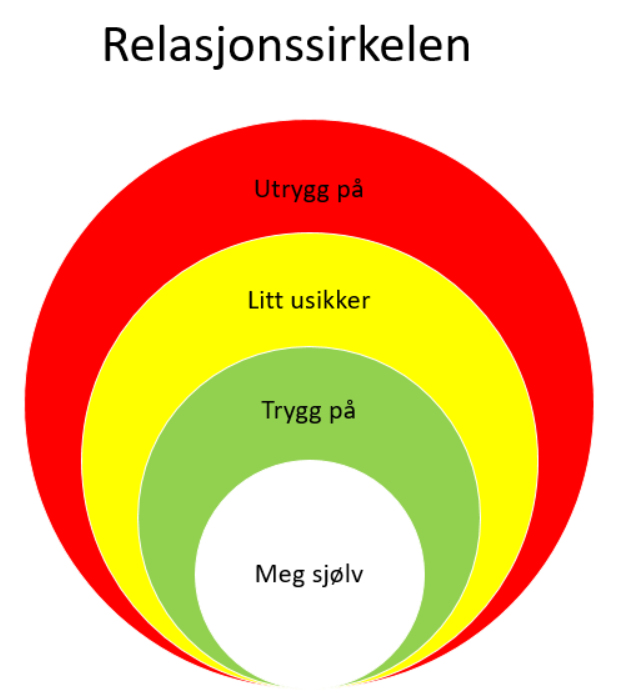 Relasjonssirkelen
Utrygg på
Litt usikker
Trygg på
Meg sjølv